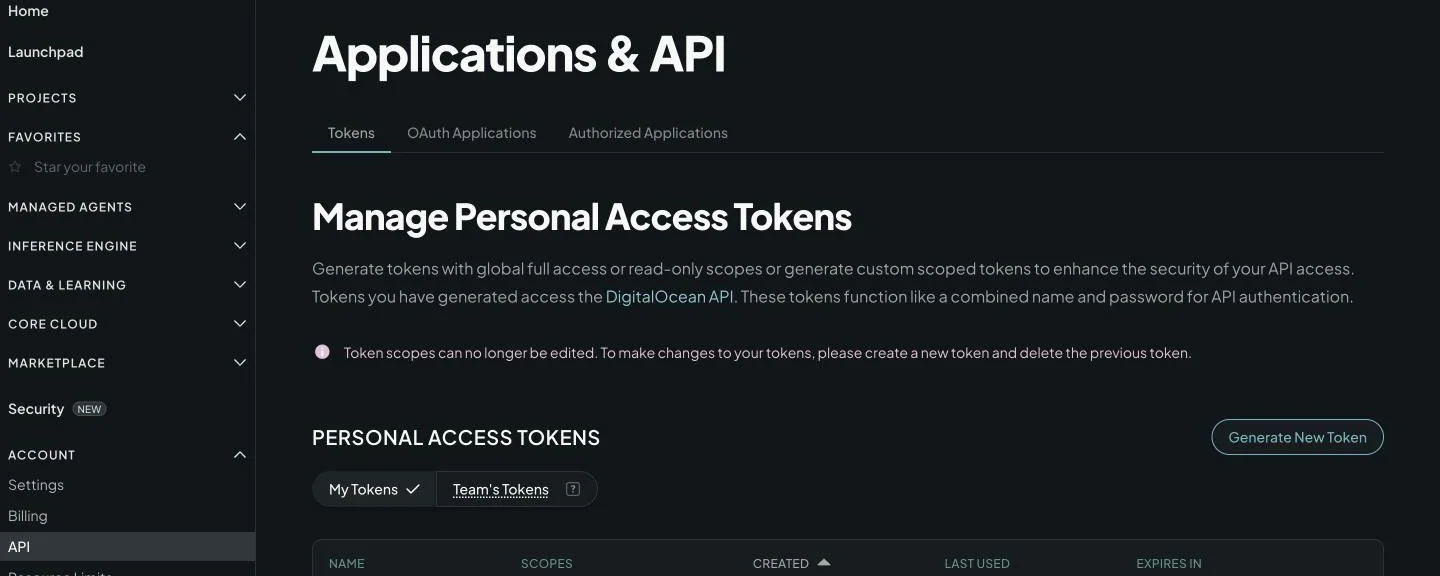 Home
Launchpad
PROJECTS
FAVORITES
Star your favorite
MANAGED AGENTS
INFERENCE ENGINE
DATA & LEARNING
CORE CLOUD
MARKETPLACE
Security NEW
ACCOUNT
Settings
Billing
API
Resource Limits
Applications & API
Tokens OAuth Applications Authorized Applications
Manage Personal Access Tokens
Generate tokens with global full access or read-only scopes or generate custom scoped tokens to enhance the security of your API access.
Tokens you have generated access the DigitalOcean API. These tokens function like a combined name and password for API authentication.
Token scopes can no longer be edited. To make changes to your tokens, please create a new token and delete the previous token.
PERSONAL ACCESS TOKENS
Generate New Token
My Tokens Team's Tokens ?
NAME SCOPES CREATED LAST USED EXPIRES IN